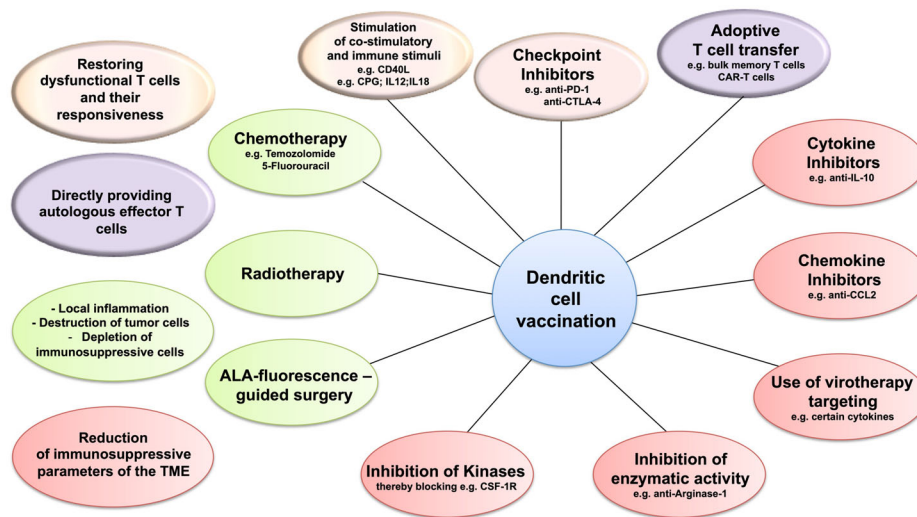 Restoring
dysfunctional T cells
and their
responsiveness
Directly providing
autologous effector T
cells
- Local inflammation
- Destruction of tumor cells
- Depletion of
immunosuppressive cells
Reduction
of immunosuppressive
parameters of the TME
Stimulation
of co-stimulatory
and immune stimuli
e.g. CD40L
e.g. CPG; IL12;IL18
Checkpoint
Inhibitors
e.g. anti-PD-1
anti-CTLA-4
Adoptive
T cell transfer
e.g. bulk memory T cells
CAR-T cells
Chemotherapy
e.g. Temozolomide
5-Fluorouracil
Cytokine
Inhibitors
e.g. anti-IL-10
Radiotherapy
Dendritic
cell
vaccination
Chemokine
Inhibitors
e.g. anti-CCL2
ALA-fluorescence –
guided surgery
Use of virotherapy
targeting
e.g. certain cytokines
Inhibition of Kinases
thereby blocking e.g. CSF-1R
Inhibition of
enzymatic activity
e.g. anti-Arginase-1